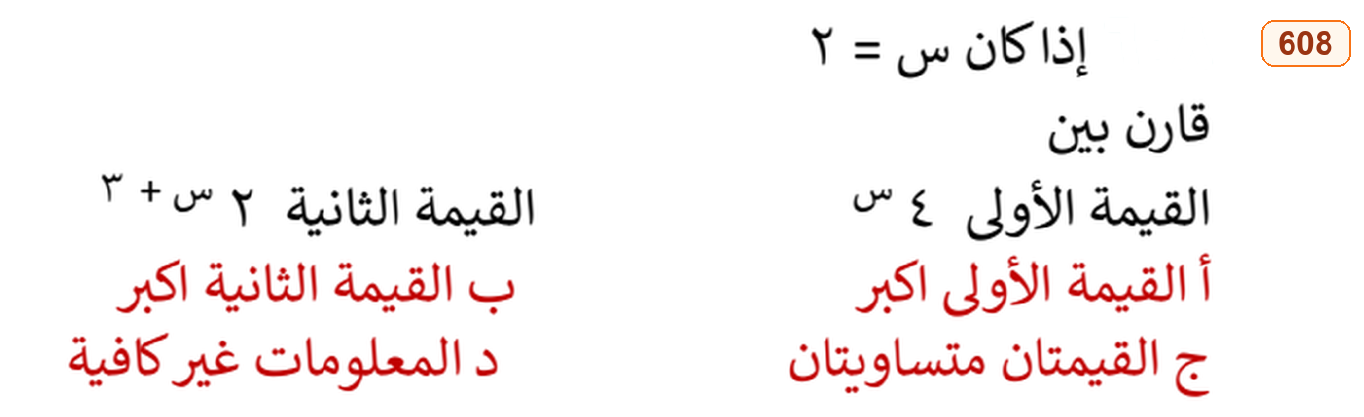 608
إذا كان س = ٢
قارن بين
القيمة الأولى ٤ س القيمة الثانية ٢ س + ٣
أ القيمة الأولى اكبر ب القيمة الثانية اكبر
ج القيمتان متساويتان د المعلومات غير كافية